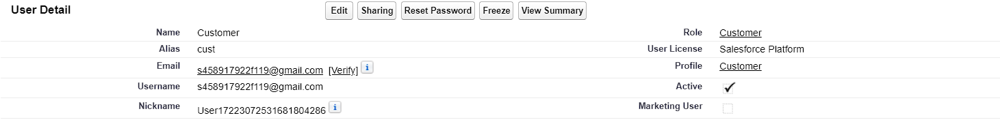 User Detail
Edit Sharing Reset Password Freeze View Summary
Name Customer Role Customer
Alias cust User License Salesforce Platform
Email s458917922f119@gmail.com [Verify] i Profile Customer
Username s458917922f119@gmail.com Active
Nickname User17223072531681804286 i Marketing User